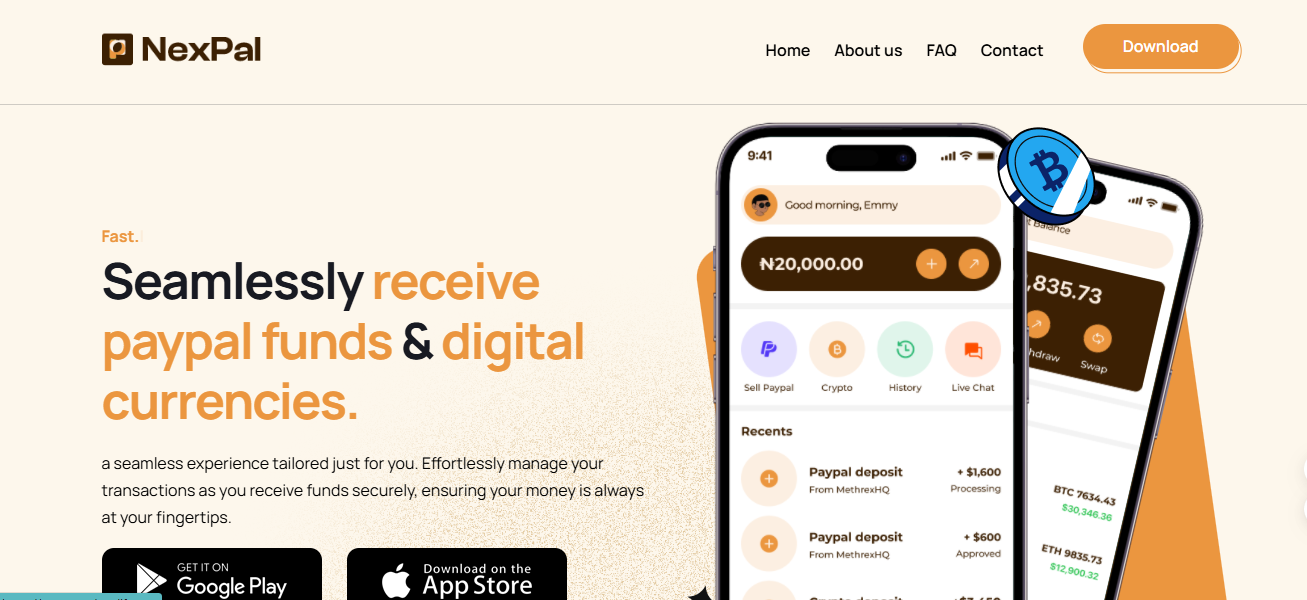 NexPal
Home
About us
FAQ
Contact
Download
Fast.
Seamlessly receive
paypal funds & digital
currencies.
a seamless experience tailored just for you. Effortlessly manage your
transactions as you receive funds securely, ensuring your money is always
at your fingertips.
GET IT ON
Google Play
Download on the
App Store
9:41
Good morning, Emmy
₦20,000.00
Sell Paypal
Crypto
History
Live Chat
Recents
Paypal deposit
+ $1,600
From MethrexHQ
Processing
Paypal deposit
+ $600
From MethrexHQ
Approved
Balance
,835.73
hdraw
Swap
BTC 7634.43
$30,346.36
ETH 9835.73
$12,900.32